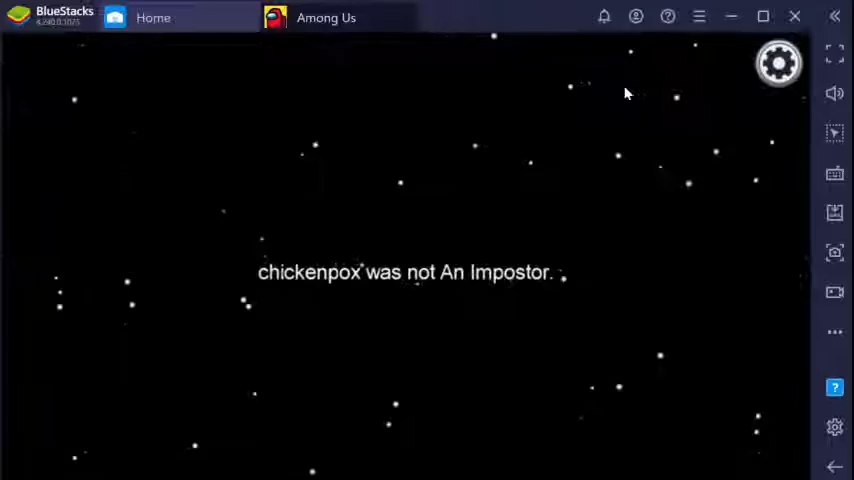 BlueStacks
4.240.0.1075
Home
Among Us
chickenpox was not An Impostor.
?